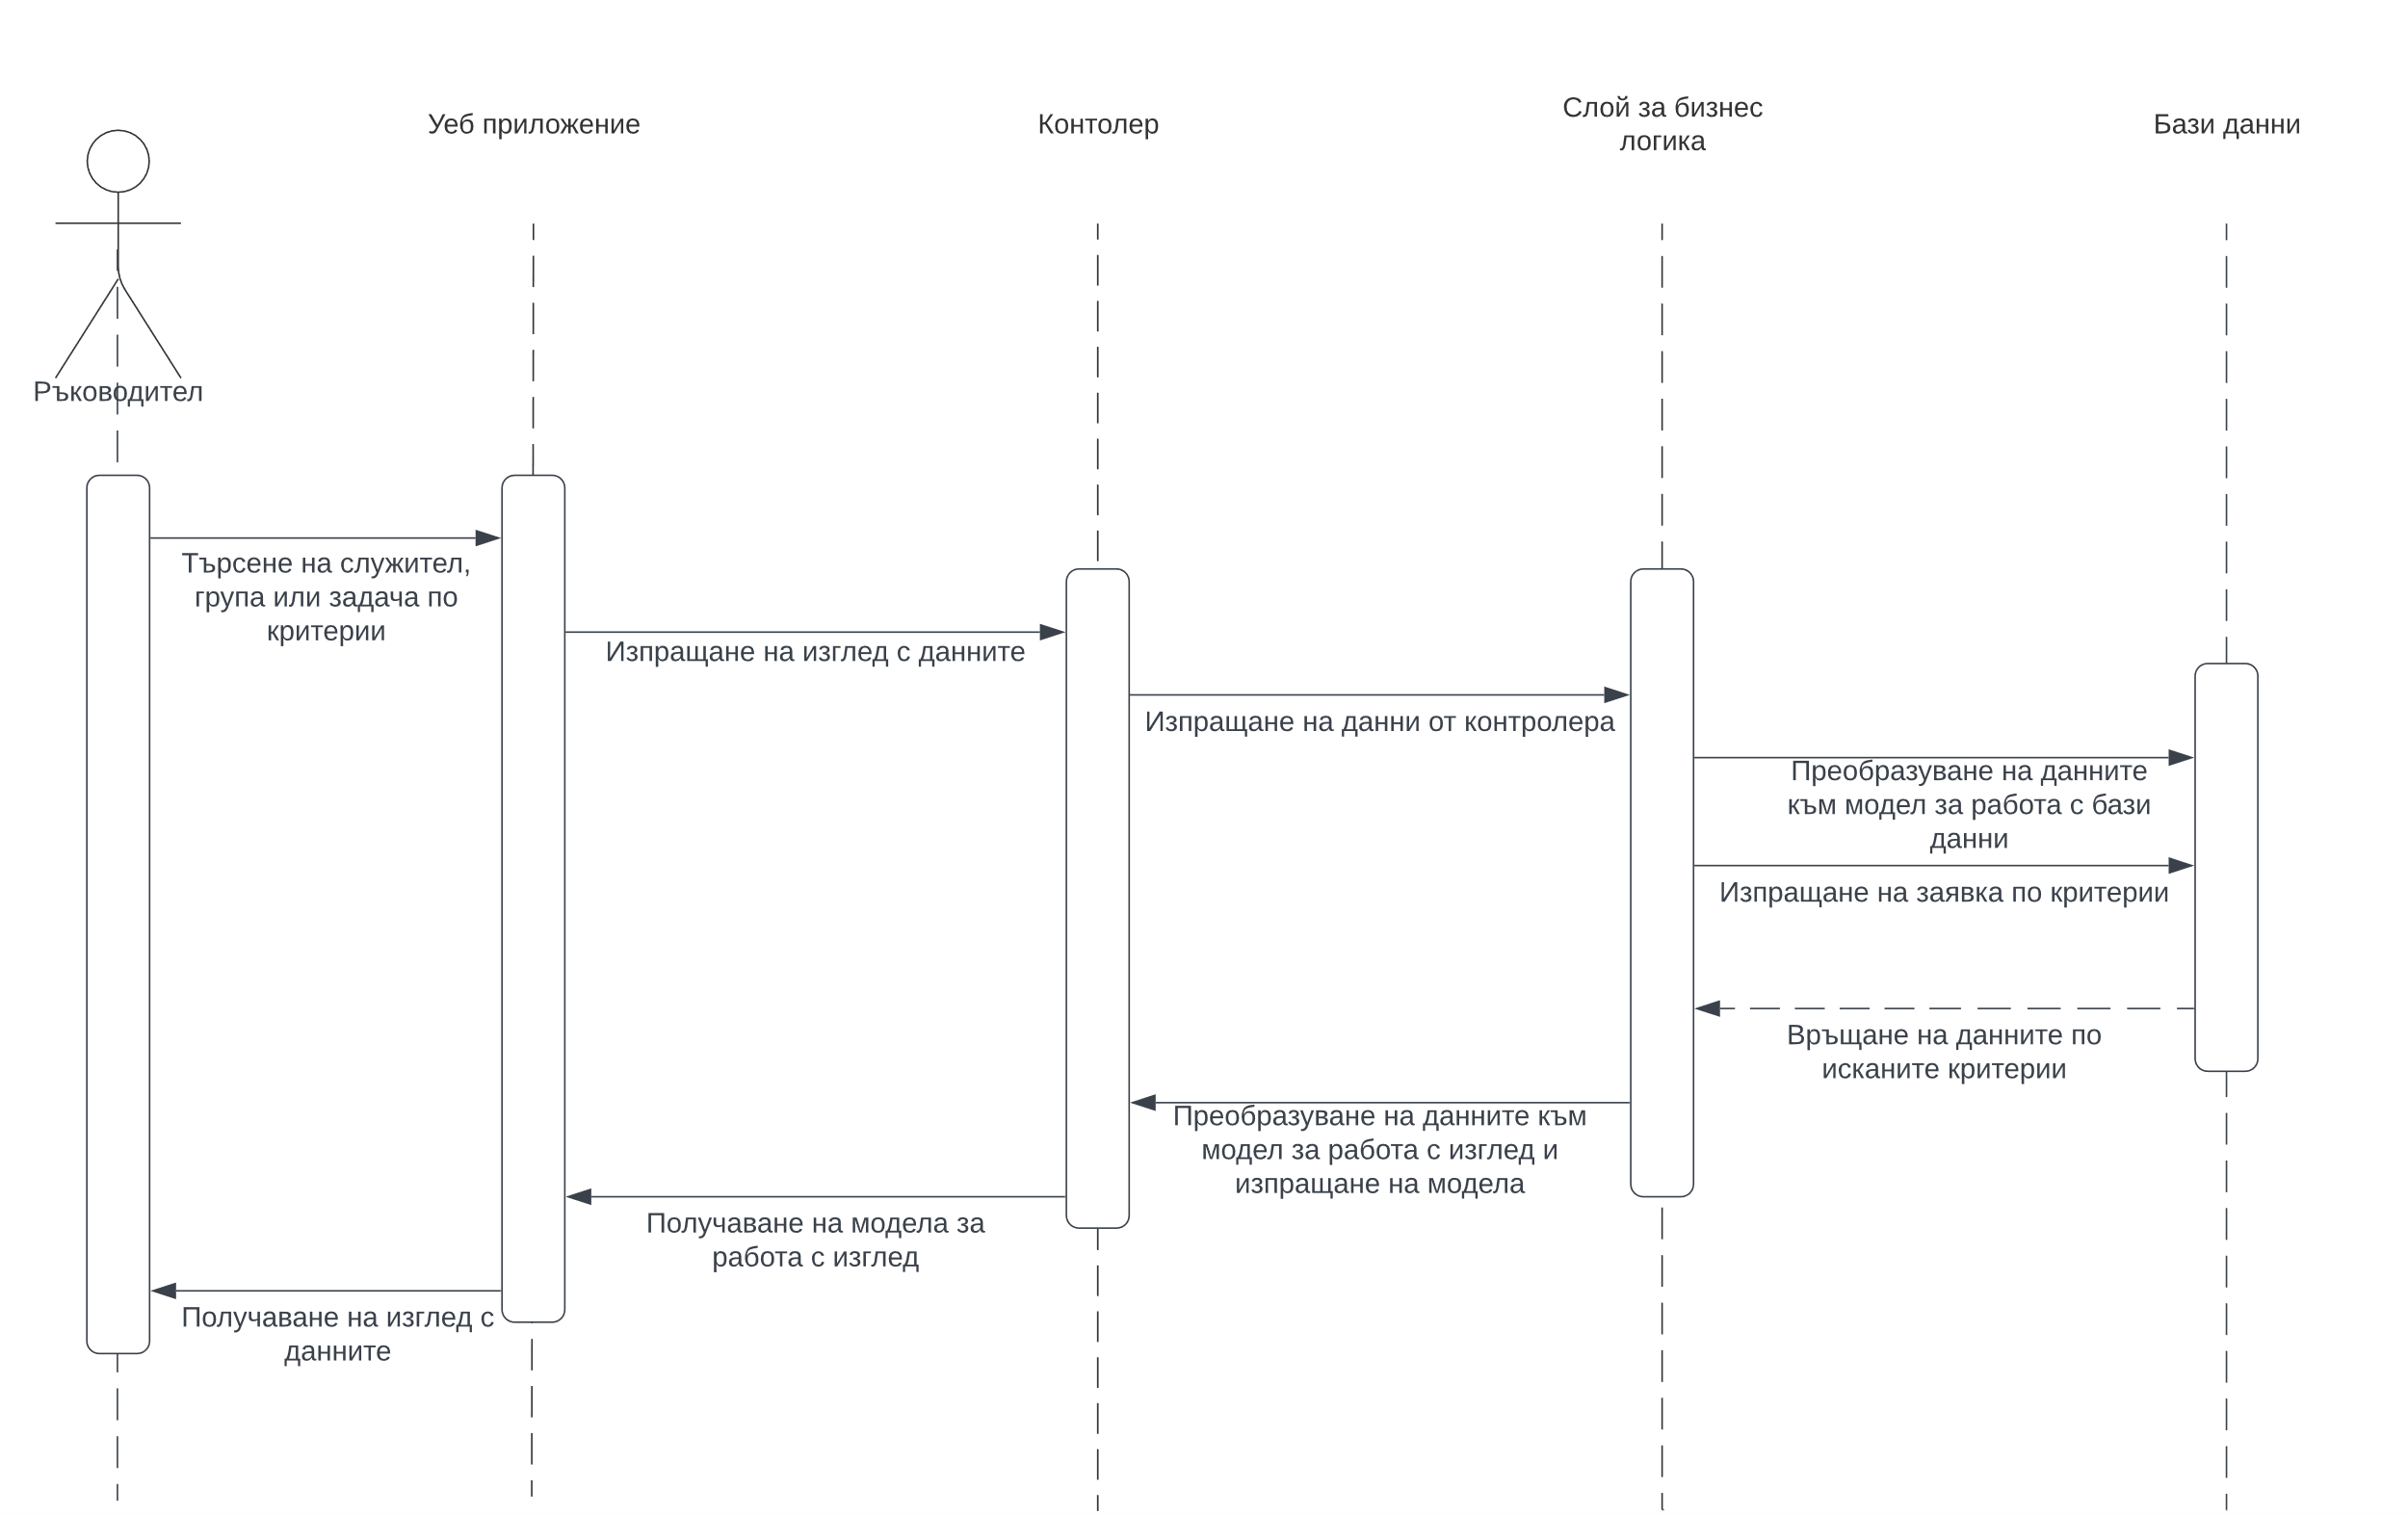 Уеб приложение
Контолер
Слой за бизнес
логика
Бази данни
Ръководител
Търсене на служител,
група или задача по
критерии
Изпращане на изглед с данните
Изпращане на данни от контролера
Преобразуване на данните
към модел за работа с бази
данни
Изпращане на заявка по критерии
Връщане на данните по
исканите критерии
Преобразуване на данните към
модел за работа с изглед и
изпращане на модела
Получаване на модела за
работа с изглед
Получаване на изглед с
данните